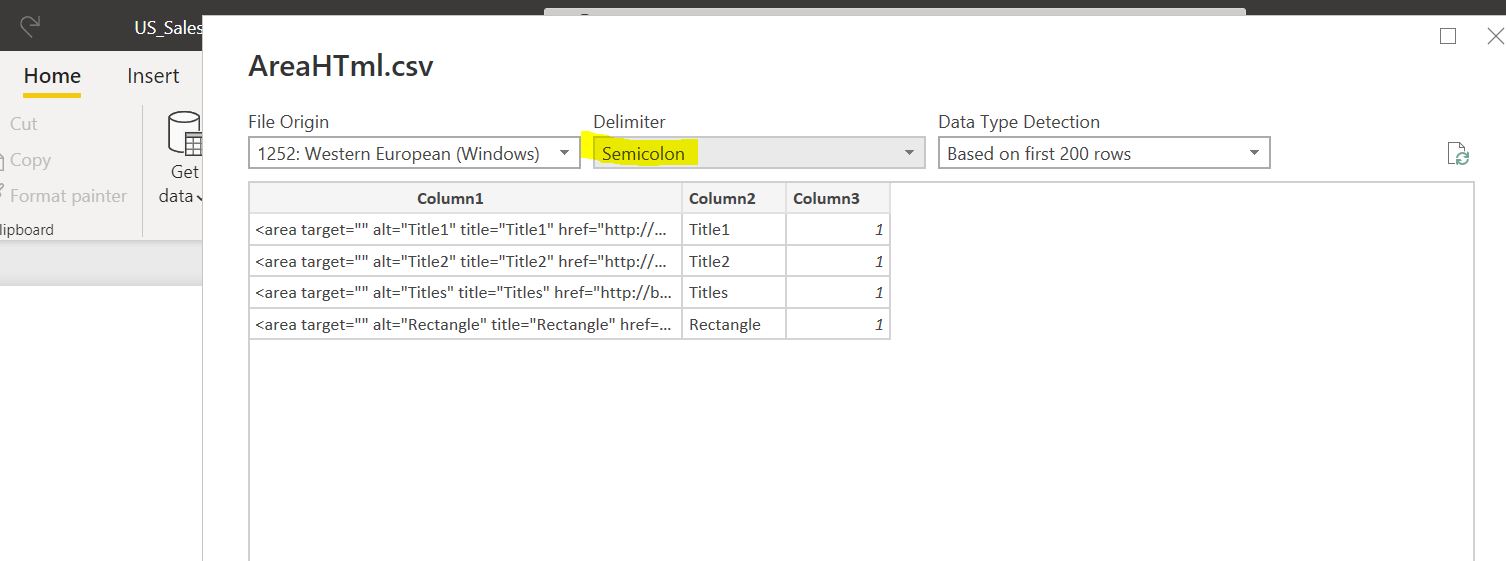 US_Sales
AreaHTml.csv
Home Insert
File Origin Delimiter Data Type Detection
Cut
1252: Western European (Windows) Semicolon Based on first 200 rows
Copy
Get
data
Format painter
lipboard
Column1 Column2 Column3
<area target="" alt="Title1" title="Title1" href="http://... Title1 1
<area target="" alt="Title2" title="Title2" href="http://... Title2 1
<area target="" alt="Titles" title="Titles" href="http://b... Titles 1
<area target="" alt="Rectangle" title="Rectangle" href=... Rectangle 1